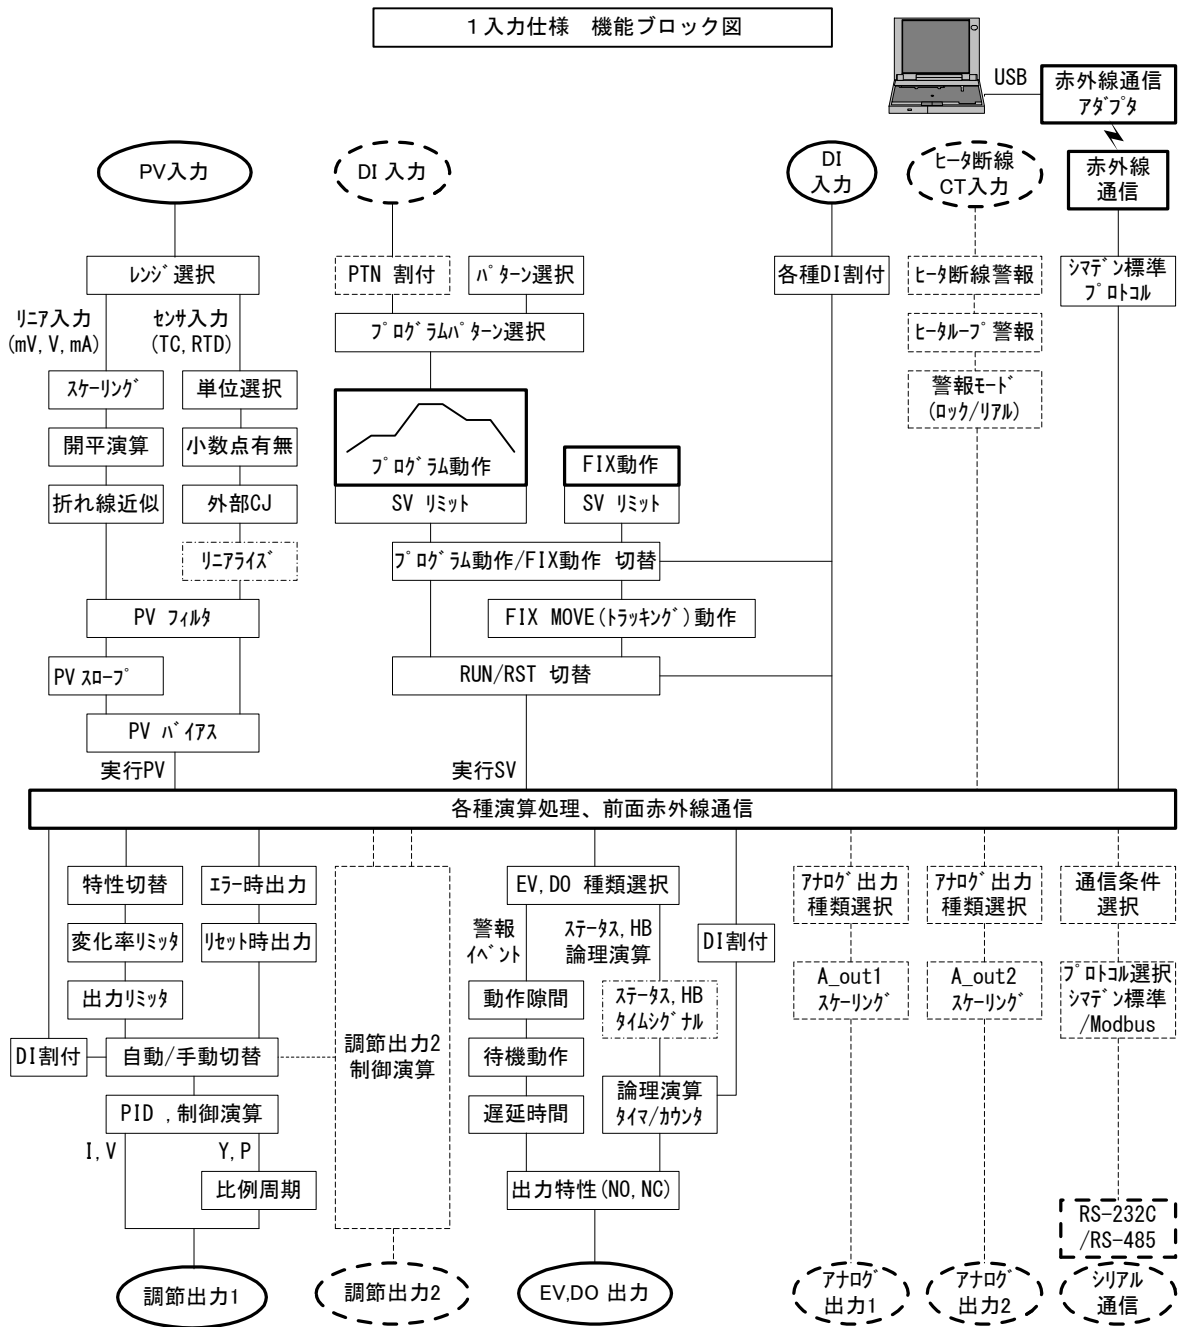 1入力仕様 機能ブロック図
USB
赤外線通信
アダプタ
PV入力
DI 入力
DI
入力
ヒータ断線
CT入力
赤外線
通信
レンジ選択
PTN 割付
パターン選択
各種DI割付
ヒータ断線警報
シマデン標準
プロトコル
リニア入力
(mV, V, mA)
センサ入力
(TC, RTD)
プログラムパターン選択
ヒータループ警報
スケーリング
単位選択
警報モード
(ロック/リアル)
開平演算
小数点有無
プログラム動作
FIX動作
折れ線近似
外部CJ
SV リミット
SV リミット
リニアライズ
プログラム動作/FIX動作 切替
PV フィルタ
FIX MOVE(トラッキング)動作
PV スロープ
RUN/RST 切替
PV バイアス
実行PV
実行SV
各種演算処理、前面赤外線通信
特性切替
エラー時出力
EV, DO 種類選択
アナログ出力
種類選択
アナログ出力
種類選択
通信条件
選択
変化率リミッタ
リセット時出力
警報
イベント
ステータス, HB
論理演算
DI割付
出力リミッタ
動作隙間
ステータス, HB
タイムシグナル
A_out1
スケーリング
A_out2
スケーリング
プロトコル選択
シマデン標準
/Modbus
DI割付
自動/手動切替
調節出力2
制御演算
待機動作
PID ,制御演算
遅延時間
論理演算
タイマ/カウンタ
I, V
Y, P
比例周期
出力特性(NO, NC)
RS-232C
/RS-485
調節出力1
調節出力2
EV,DO 出力
アナログ
出力1
アナログ
出力2
シリアル
通信